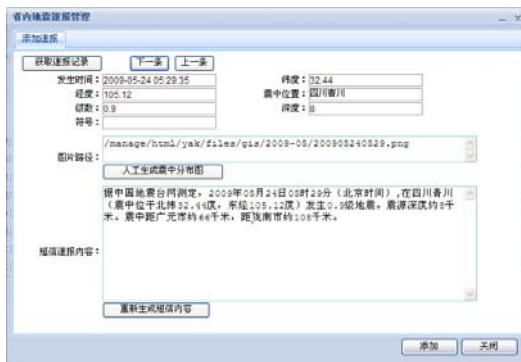 省内地震速报管理
添加速报
获取速报记录 下一条 上一条
发生时间：2009-05-24 05:29:35 纬度：32.44
经度：105.12 震中位置：四川青川
级数：0.9 深度：8
符号：
图片路径：/manage/html/yak/files/gis/2009-05/200905240529.png
人工生成震中分布图
短信速报内容：
据中国地震台网测定，2009年05月24日05时29分（北京时间），在四川青川
（震中位于北纬32.44度，东经105.12度）发生0.9级地震。震源深度约8千
米。震中距广元市约66千米，距陇南市约108千米。
重新生成短信内容
添加 关闭